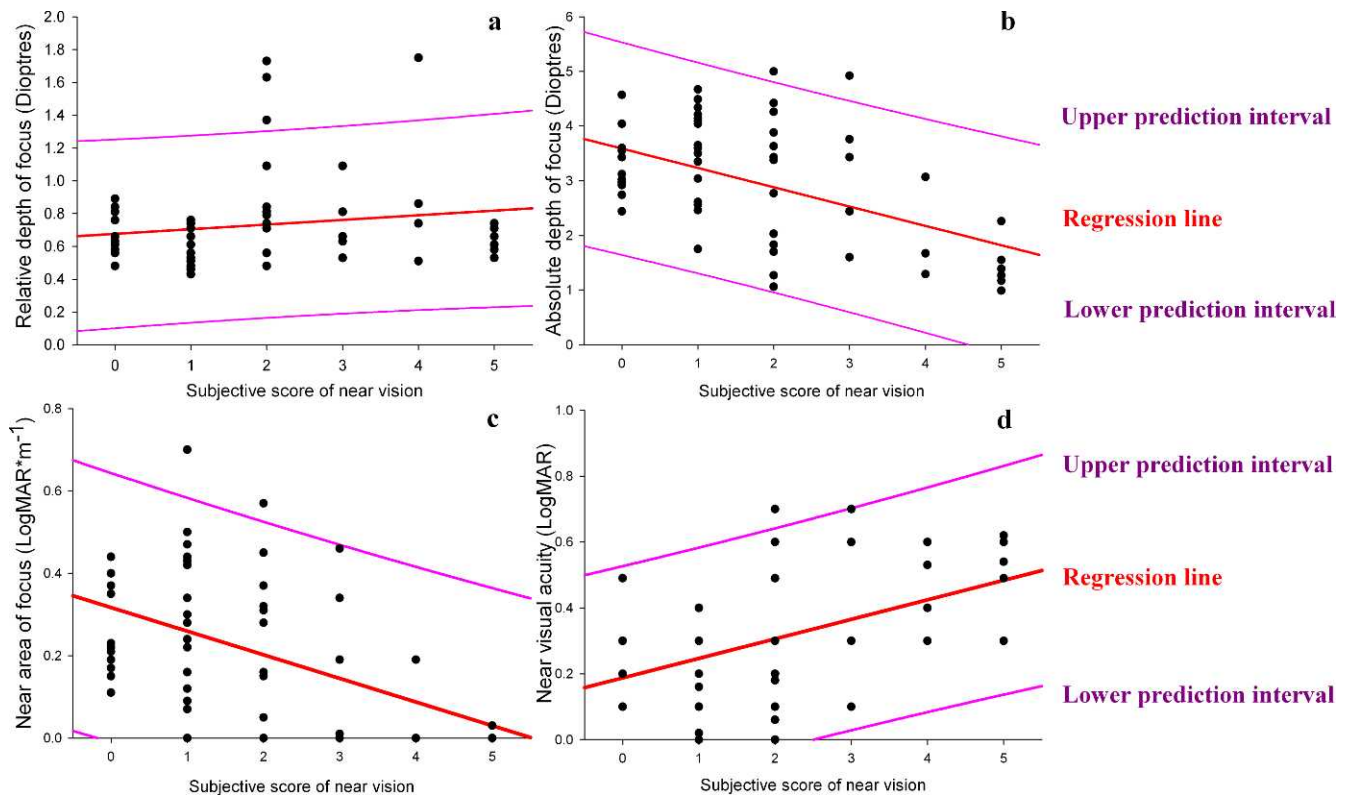 a
Relative depth of focus (Dioptres)
2.0
1.8
1.6
1.4
1.2
1.0
0.8
0.6
0.4
0.2
0.0
0 1 2 3 4 5
Subjective score of near vision
b
Absolute depth of focus (Dioptres)
6
5
4
3
2
1
0
0 1 2 3 4 5
Subjective score of near vision
Upper prediction interval
Regression line
Lower prediction interval
c
Near area of focus (LogMAR*m⁻¹)
0.8
0.6
0.4
0.2
0.0
0 1 2 3 4 5
Subjective score of near vision
d
Near visual acuity (LogMAR)
1.0
0.8
0.6
0.4
0.2
0.0
0 1 2 3 4 5
Subjective score of near vision
Upper prediction interval
Regression line
Lower prediction interval